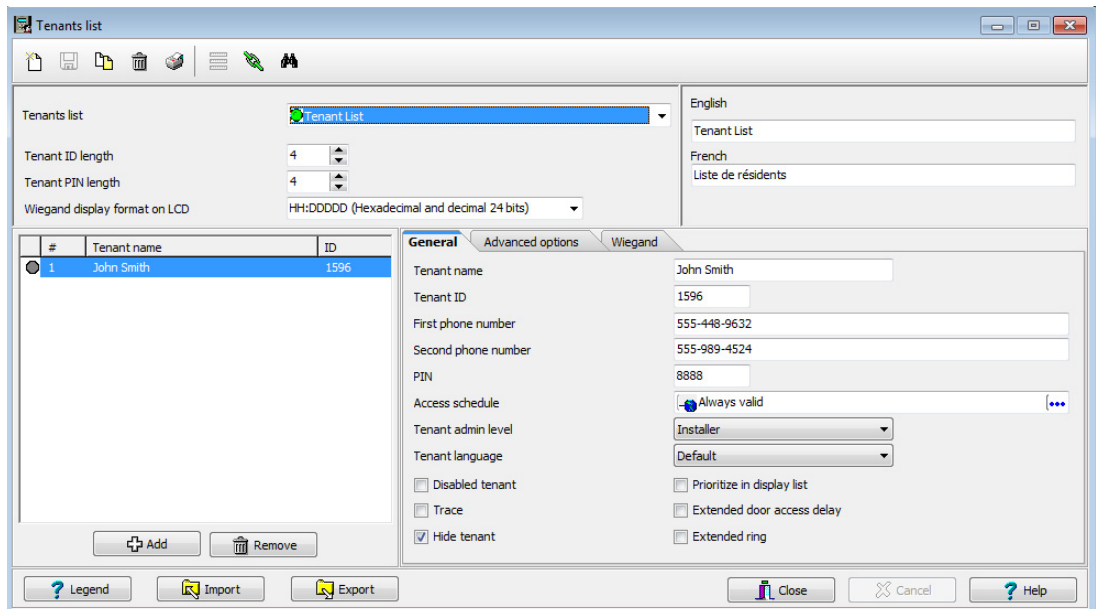 Tenants list
Tenants list
Tenant List
Tenant ID length
4
Tenant PIN length
4
Wiegand display format on LCD
HH:DDDDD (Hexadecimal and decimal 24 bits)
English
Tenant List
French
Liste de résidents
# Tenant name ID
1 John Smith 1596
Add
Remove
General Advanced options Wiegand
Tenant name
John Smith
Tenant ID
1596
First phone number
555-448-9632
Second phone number
555-989-4524
PIN
8888
Access schedule
Always valid
Tenant admin level
Installer
Tenant language
Default
Disabled tenant
Prioritize in display list
Trace
Extended door access delay
Hide tenant
Extended ring
Legend
Import
Export
Close
Cancel
Help